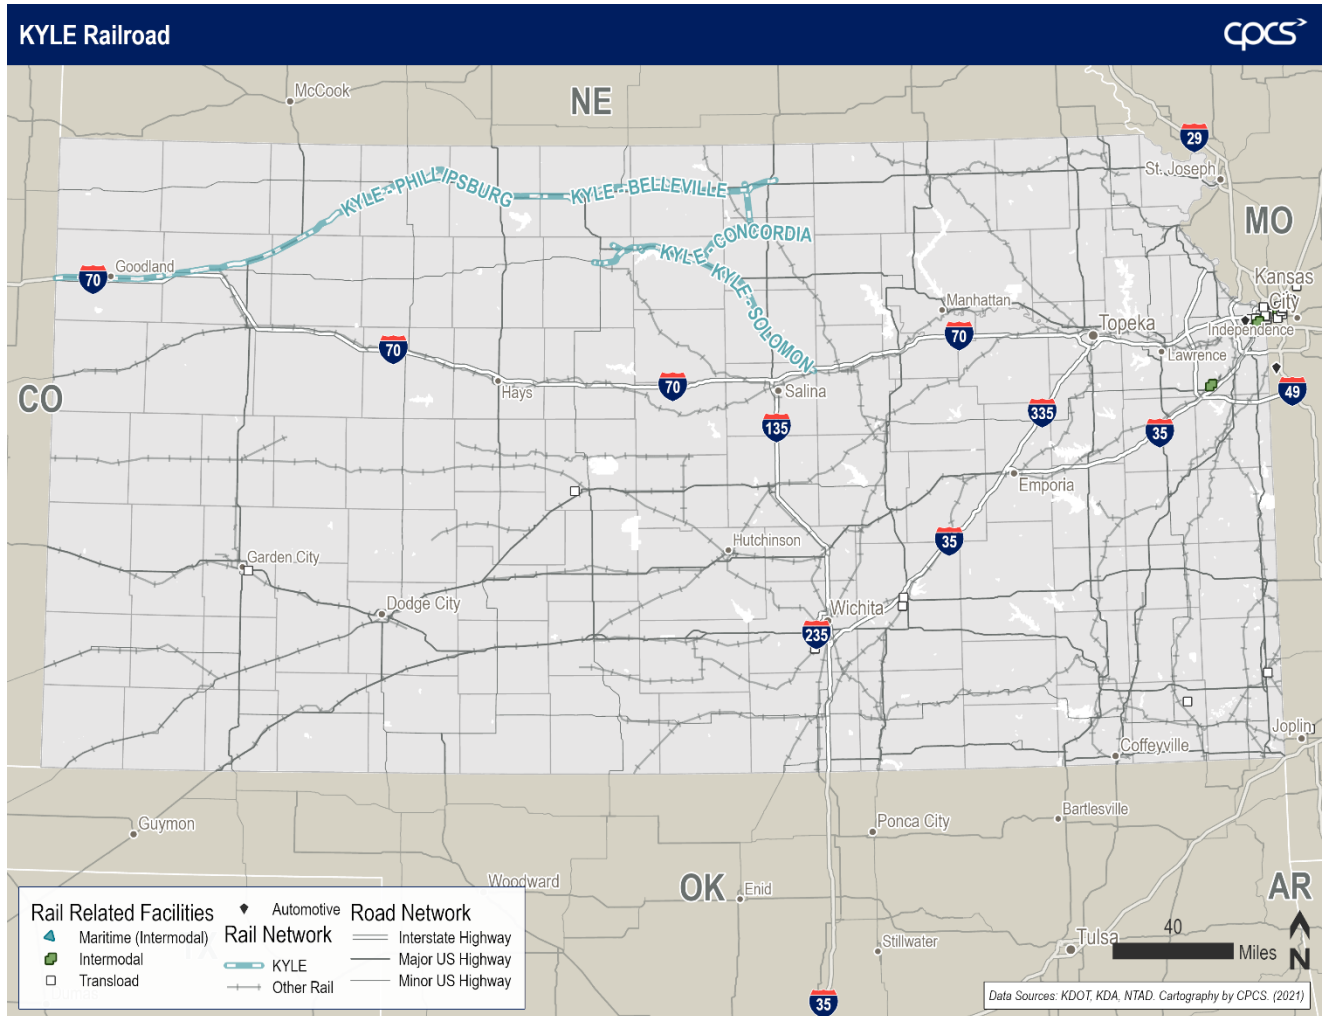 KYLE Railroad
cpcs
McCook
NE
29
St. Joseph
KYLE - PHILLIPSBURG
KYLE - BELLEVILLE
MO
KYLE - CONCORDIA
KYLE - SOLOMON
Goodland
70
Kansas
City
Manhattan
Topeka
Independence
70
70
Lawrence
CO
Hays
70
Salina
49
135
335
35
Emporia
Hutchinson
35
Garden City
Dodge City
Wichita
235
Joplin
Coffeyville
Guymon
Ponca City
Bartlesville
Woodward
OK
Enid
AR
Stillwater
Tulsa
40
Miles
N
35
Rail Related Facilities
Maritime (Intermodal)
Intermodal
Transload
Automotive
Rail Network
KYLE
Other Rail
Road Network
Interstate Highway
Major US Highway
Minor US Highway
Data Sources: KDOT, KDA, NTAD. Cartography by CPCS. (2021)